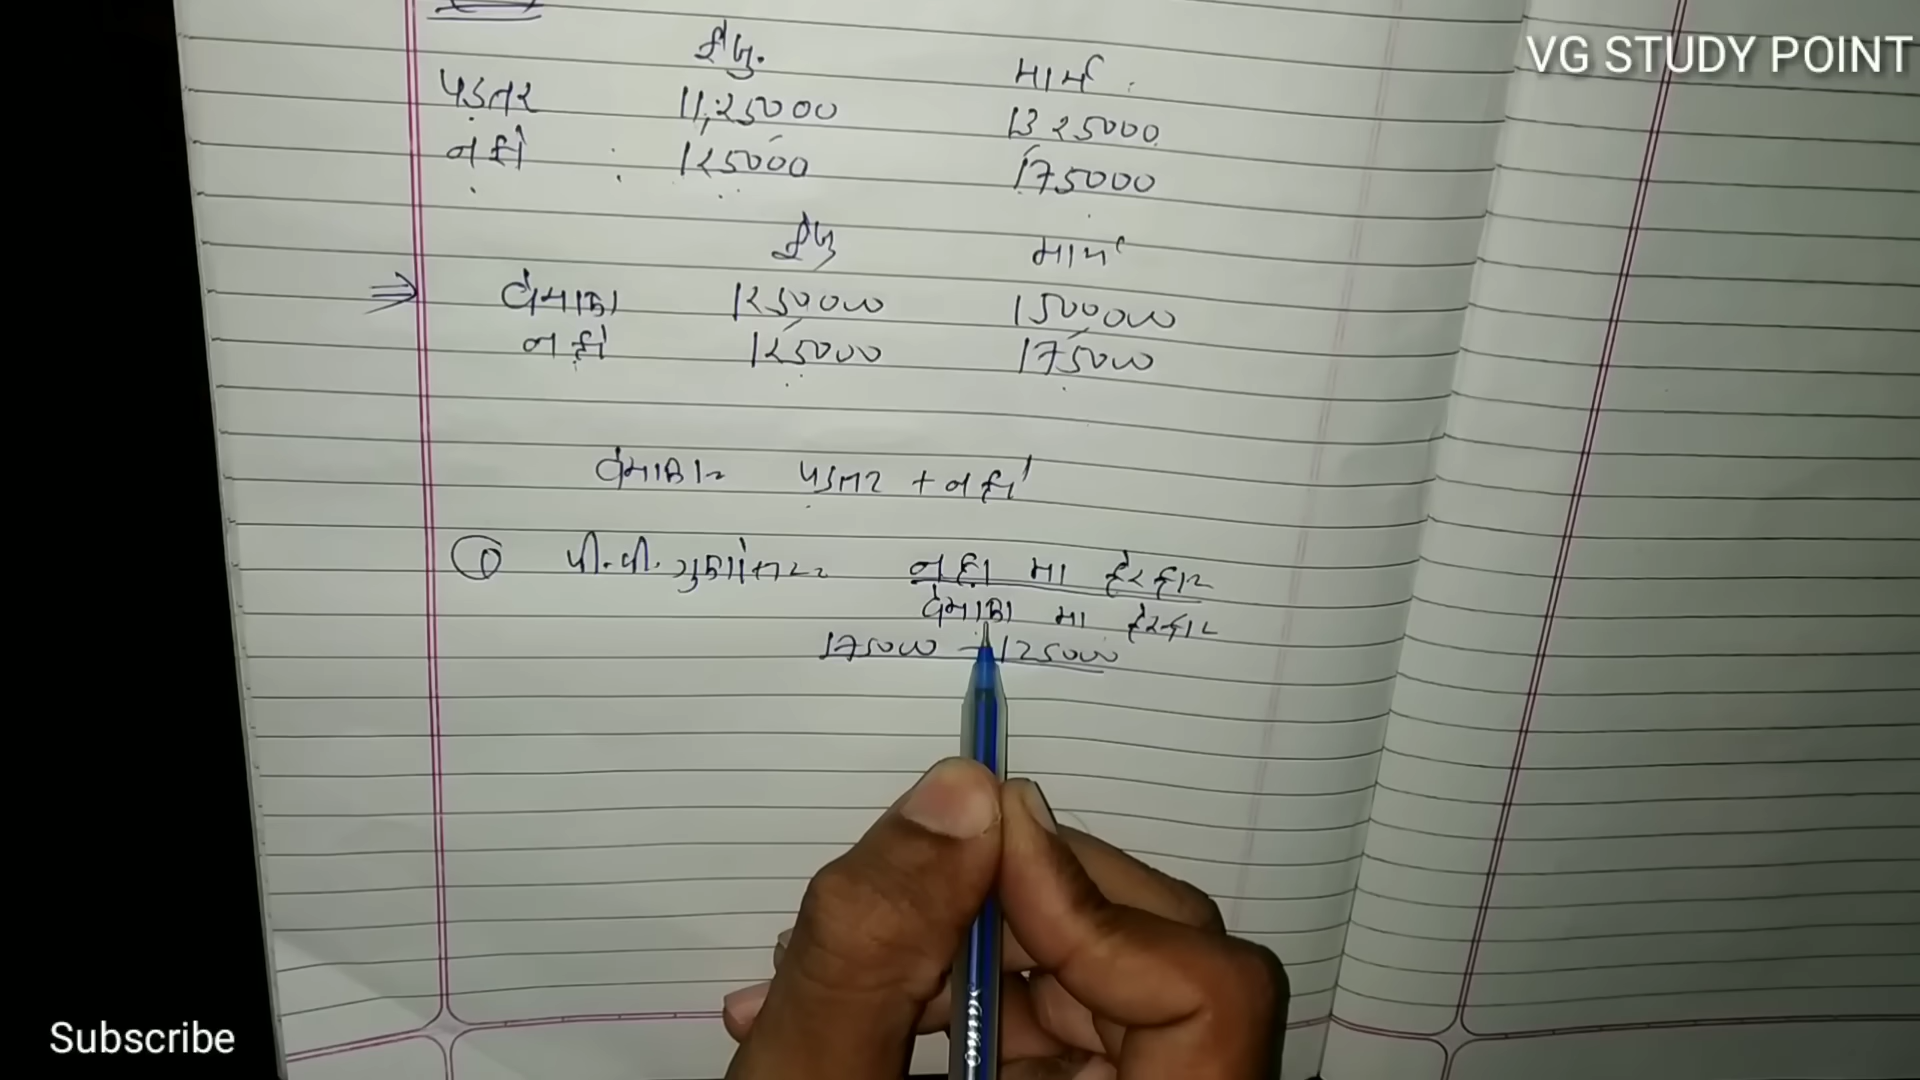 VG STUDY POINT
ફેબ્રુ. માર્ચ.
પડતર 11,25000 1325000
નફો : 125000 175000
ફેબ્રુ માર્ચ
⇒ વેચાણ 1250000 1500000
નફો 125000 175000
વેચાણ = પડતર + નફો
① પી.વી. ગુણોત્તર = નફા મા ફેરફાર
વેચાણ મા ફેરફાર
175000 - 125000
Subscribe